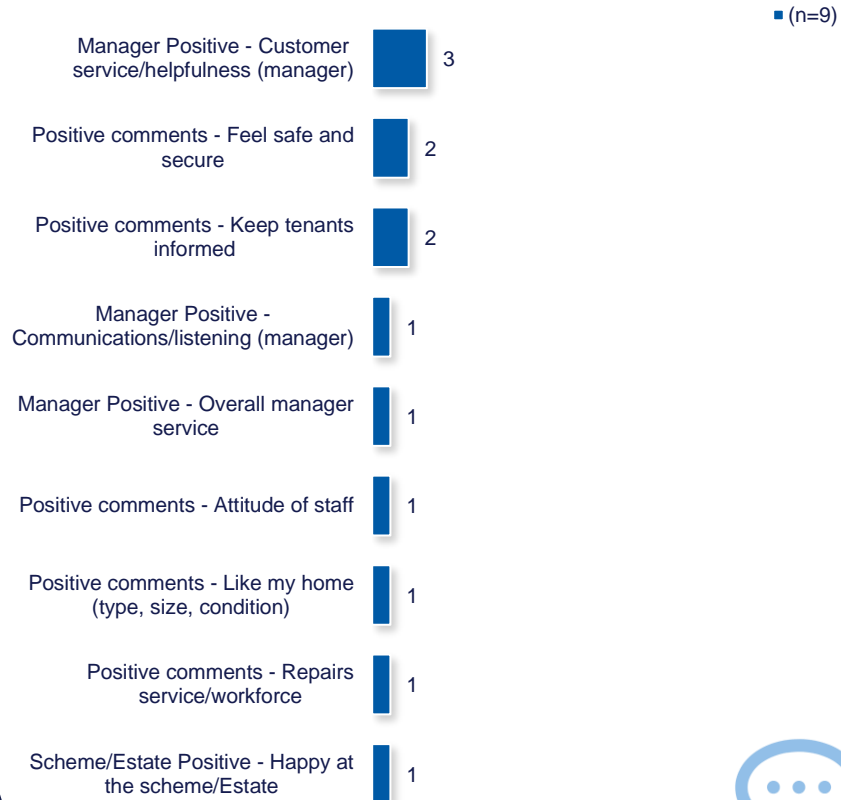 (n=9)
Manager Positive - Customer
service/helpfulness (manager)
3
Positive comments - Feel safe and
secure
2
Positive comments - Keep tenants
informed
2
Manager Positive -
Communications/listening (manager)
1
Manager Positive - Overall manager
service
1
Positive comments - Attitude of staff
1
Positive comments - Like my home
(type, size, condition)
1
Positive comments - Repairs
service/workforce
1
Scheme/Estate Positive - Happy at
the scheme/Estate
1